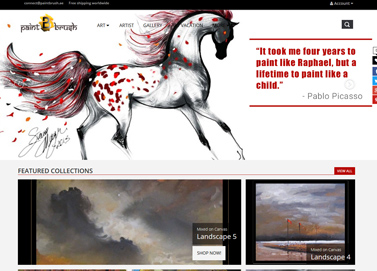 connect@paintbrush.ae Free shipping worldwide
Account
paint brush
ART ARTIST GALLERY VACATION
“It took me four years to
paint like Raphael, but a
lifetime to paint like a
child.”
- Pablo Picasso
2015
FEATURED COLLECTIONS
VIEW ALL
Mixed on Canvas
Landscape 5
SHOP NOW!
Mixed on Canvas
Landscape 4